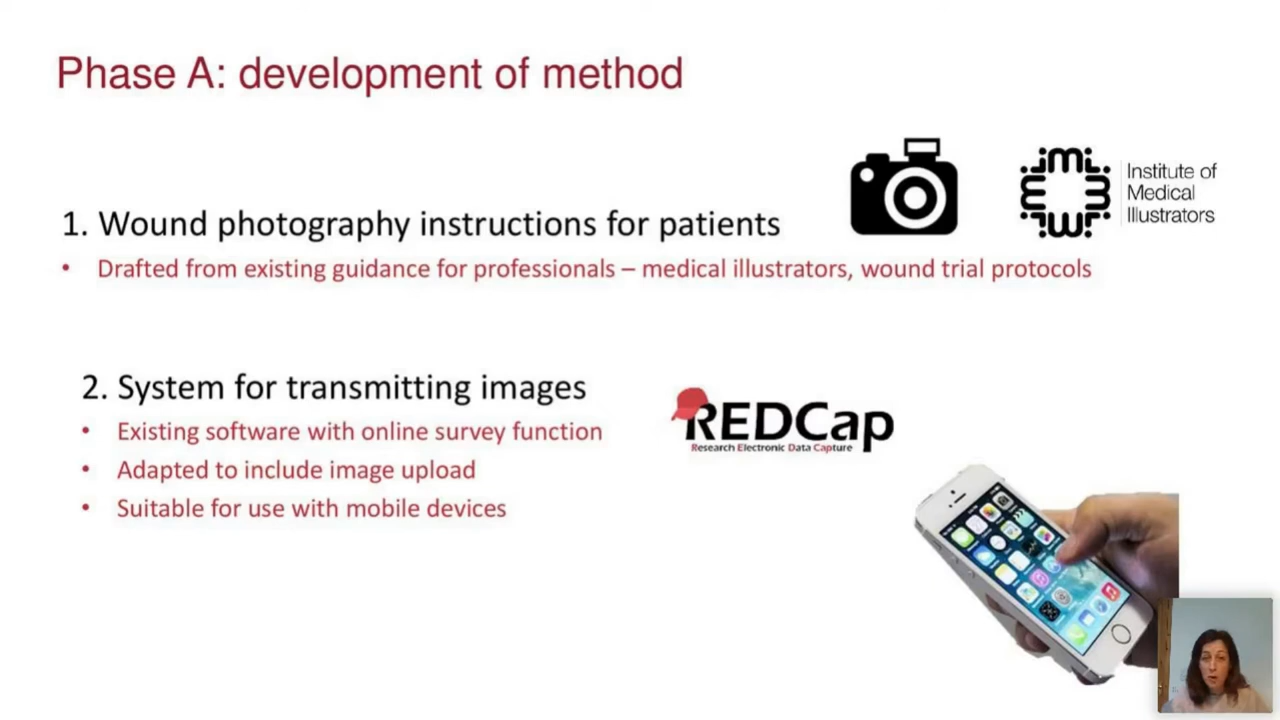 Phase A: development of method
Institute of
Medical
Illustrators
1. Wound photography instructions for patients
• Drafted from existing guidance for professionals – medical illustrators, wound trial protocols
2. System for transmitting images
• Existing software with online survey function
• Adapted to include image upload
• Suitable for use with mobile devices
REDCap
Research Electronic Data Capture